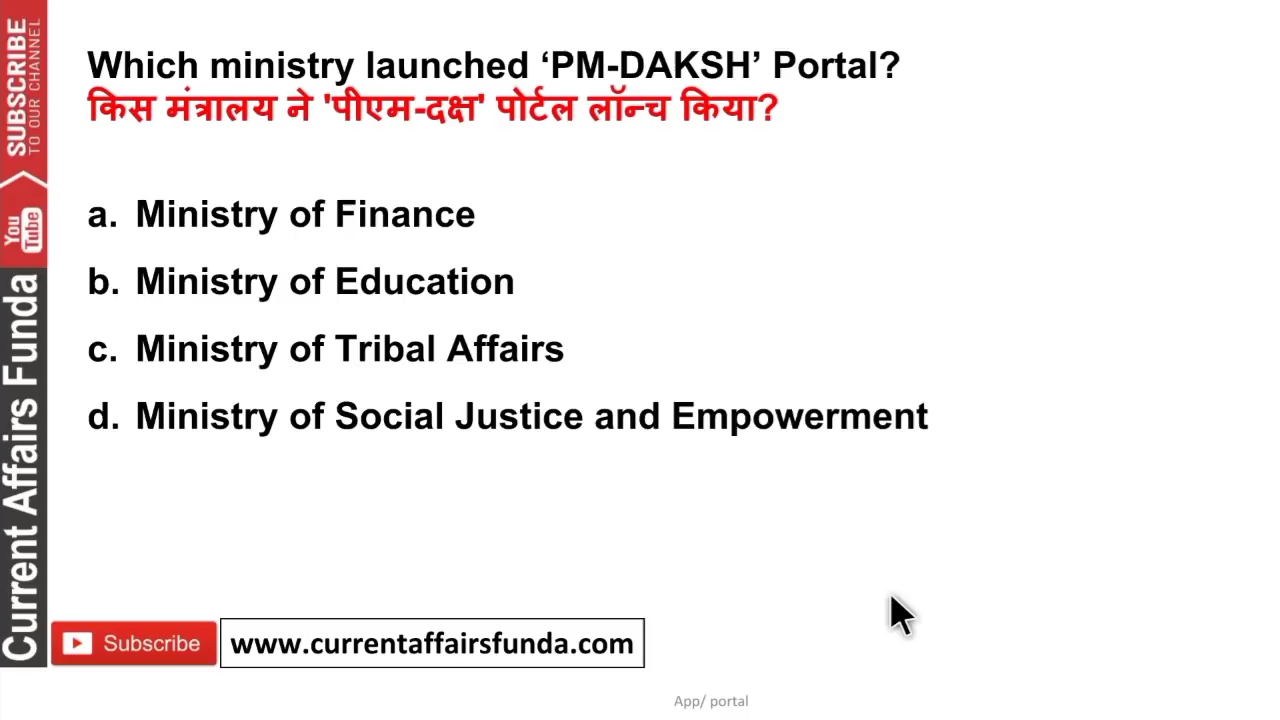 Which ministry launched ‘PM-DAKSH’ Portal?
किस मंत्रालय ने 'पीएम-दक्ष' पोर्टल लॉन्च किया?
a. Ministry of Finance
b. Ministry of Education
c. Ministry of Tribal Affairs
d. Ministry of Social Justice and Empowerment
SUBSCRIBE
TO OUR CHANNEL
You
Tube
Current Affairs Funda
Subscribe
www.currentaffairsfunda.com
App/ portal